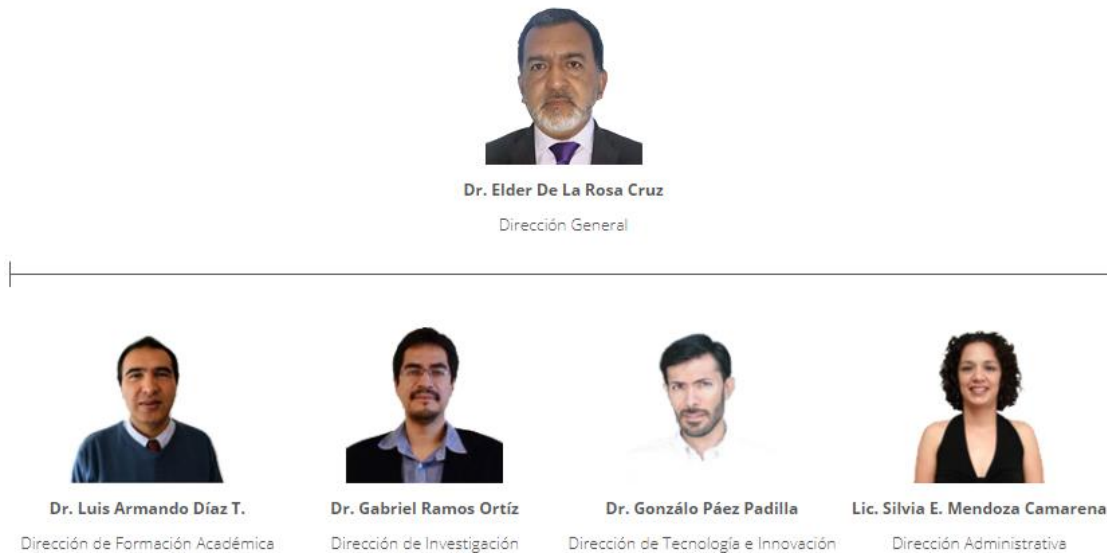 Dr. Elder De La Rosa Cruz
Dirección General
Dr. Luis Armando Díaz T.
Dirección de Formación Académica
Dr. Gabriel Ramos Ortíz
Dirección de Investigación
Dr. Gonzálo Páez Padilla
Dirección de Tecnología e Innovación
Lic. Silvia E. Mendoza Camarena
Dirección Administrativa